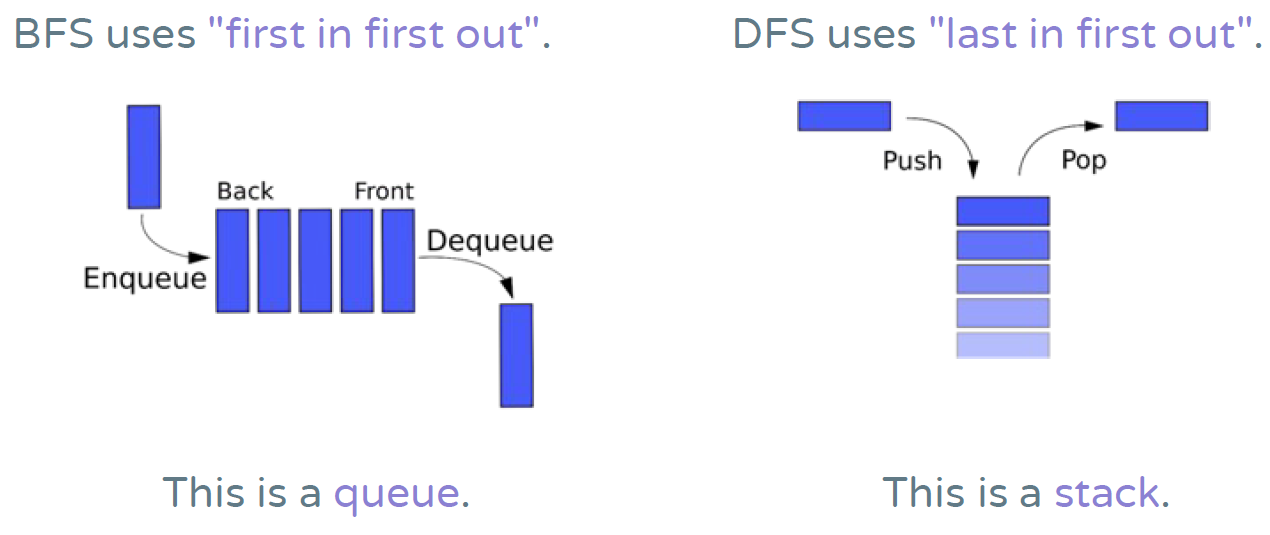 BFS uses "first in first out".
Enqueue
Back
Front
Dequeue
This is a queue.
DFS uses "last in first out".
Push
Pop
This is a stack.